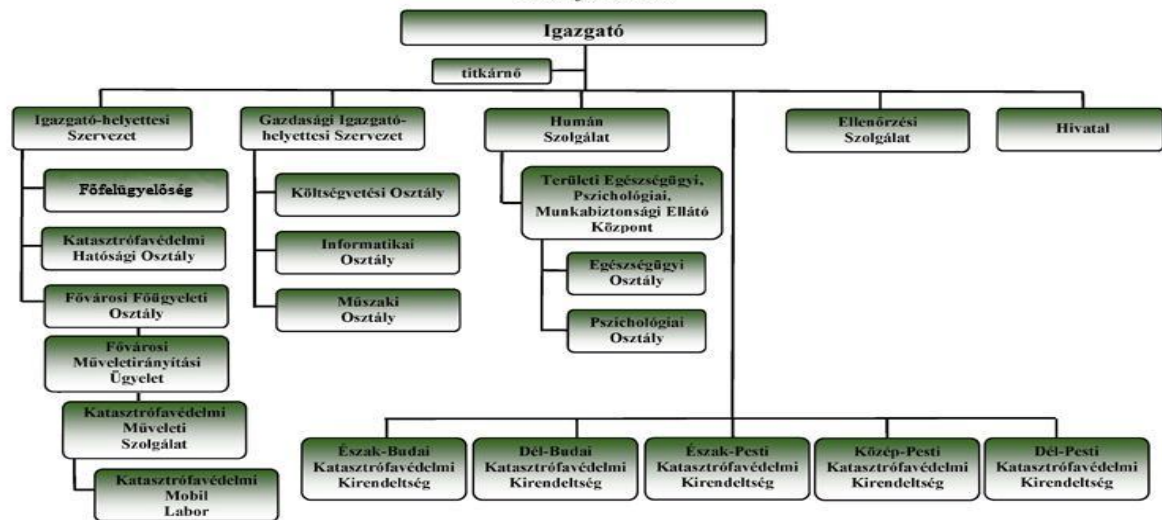 Igazgató
titkárnő
Igazgató-helyettesi
Szervezet
Gazdasági Igazgató-
helyettesi Szervezet
Humán
Szolgálat
Ellenőrzési
Szolgálat
Hivatal
Főfelügyelőség
Katasztrófavédelmi
Hatósági Osztály
Fővárosi Főügyeleti
Osztály
Fővárosi
Műveletirányítási
Ügyelet
Katasztrófavédelmi
Műveleti
Szolgálat
Katasztrófavédelmi
Mobil
Labor
Költségvetési Osztály
Informatikai
Osztály
Műszaki
Osztály
Területi Egészségügyi,
Pszichológiai,
Munkabiztonsági Ellátó
Központ
Egészségügyi
Osztály
Pszichológiai
Osztály
Észak-Budai
Katasztrófavédelmi
Kirendeltség
Dél-Budai
Katasztrófavédelmi
Kirendeltség
Észak-Pesti
Katasztrófavédelmi
Kirendeltség
Közép-Pesti
Katasztrófavédelmi
Kirendeltség
Dél-Pesti
Katasztrófavédelmi
Kirendeltség